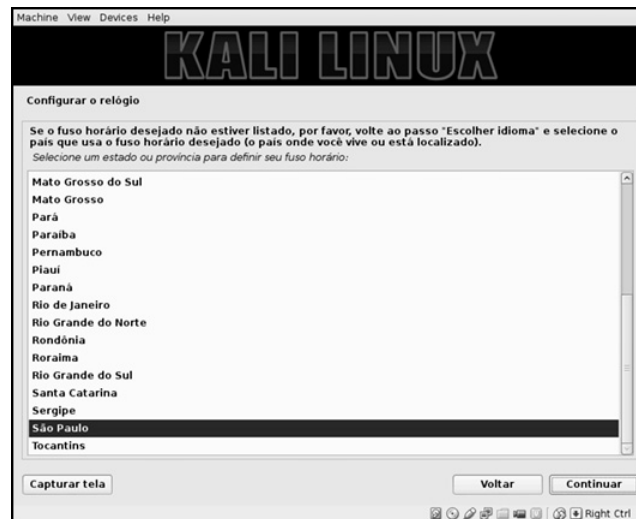 Machine View Devices Help
KALI LINUX
Configurar o relógio
Se o fuso horário desejado não estiver listado, por favor, volte ao passo "Escolher idioma" e selecione o
país que usa o fuso horário desejado (o país onde você vive ou está localizado).
Selecione um estado ou província para definir seu fuso horário:
Mato Grosso do Sul
Mato Grosso
Pará
Paraíba
Pernambuco
Piauí
Paraná
Rio de Janeiro
Rio Grande do Norte
Rondônia
Roraima
Rio Grande do Sul
Santa Catarina
Sergipe
São Paulo
Tocantins
Capturar tela
Voltar
Continuar
Right Ctrl